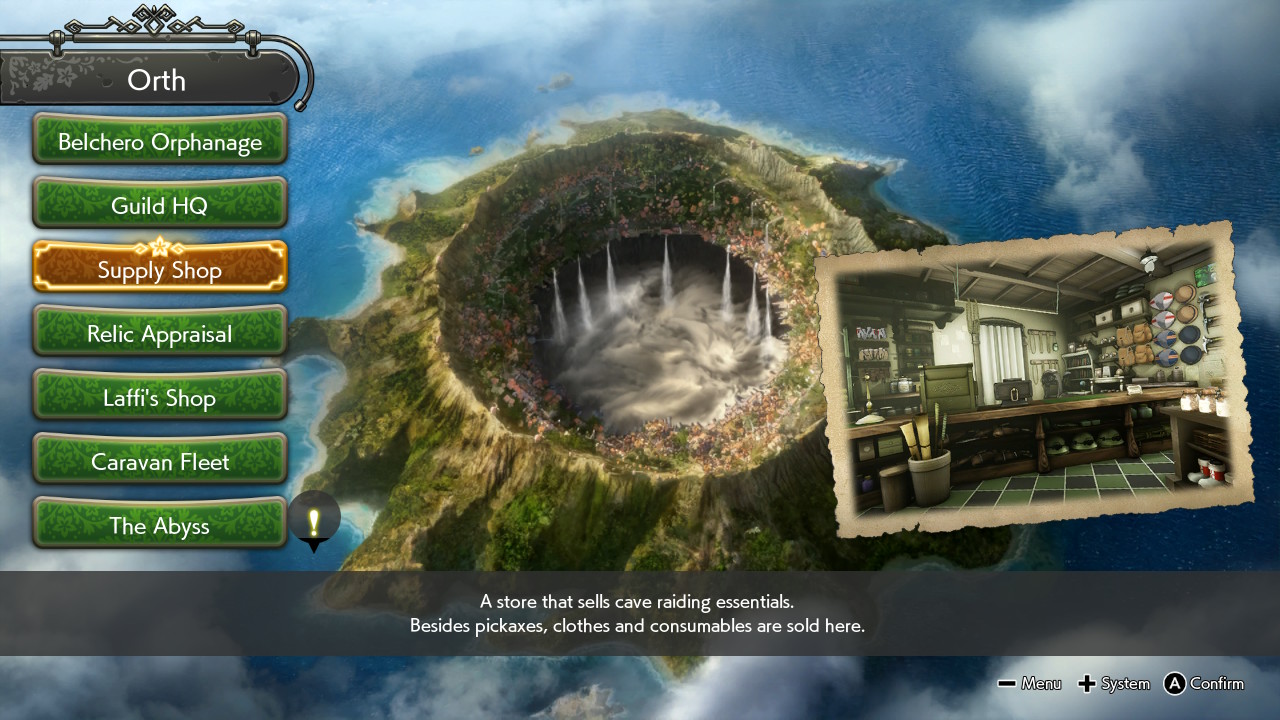 Orth
Belchero Orphanage
Guild HQ
Supply Shop
Relic Appraisal
Laffi's Shop
Caravan Fleet
The Abyss
!
A store that sells cave raiding essentials.
Besides pickaxes, clothes and consumables are sold here.
Menu System A Confirm